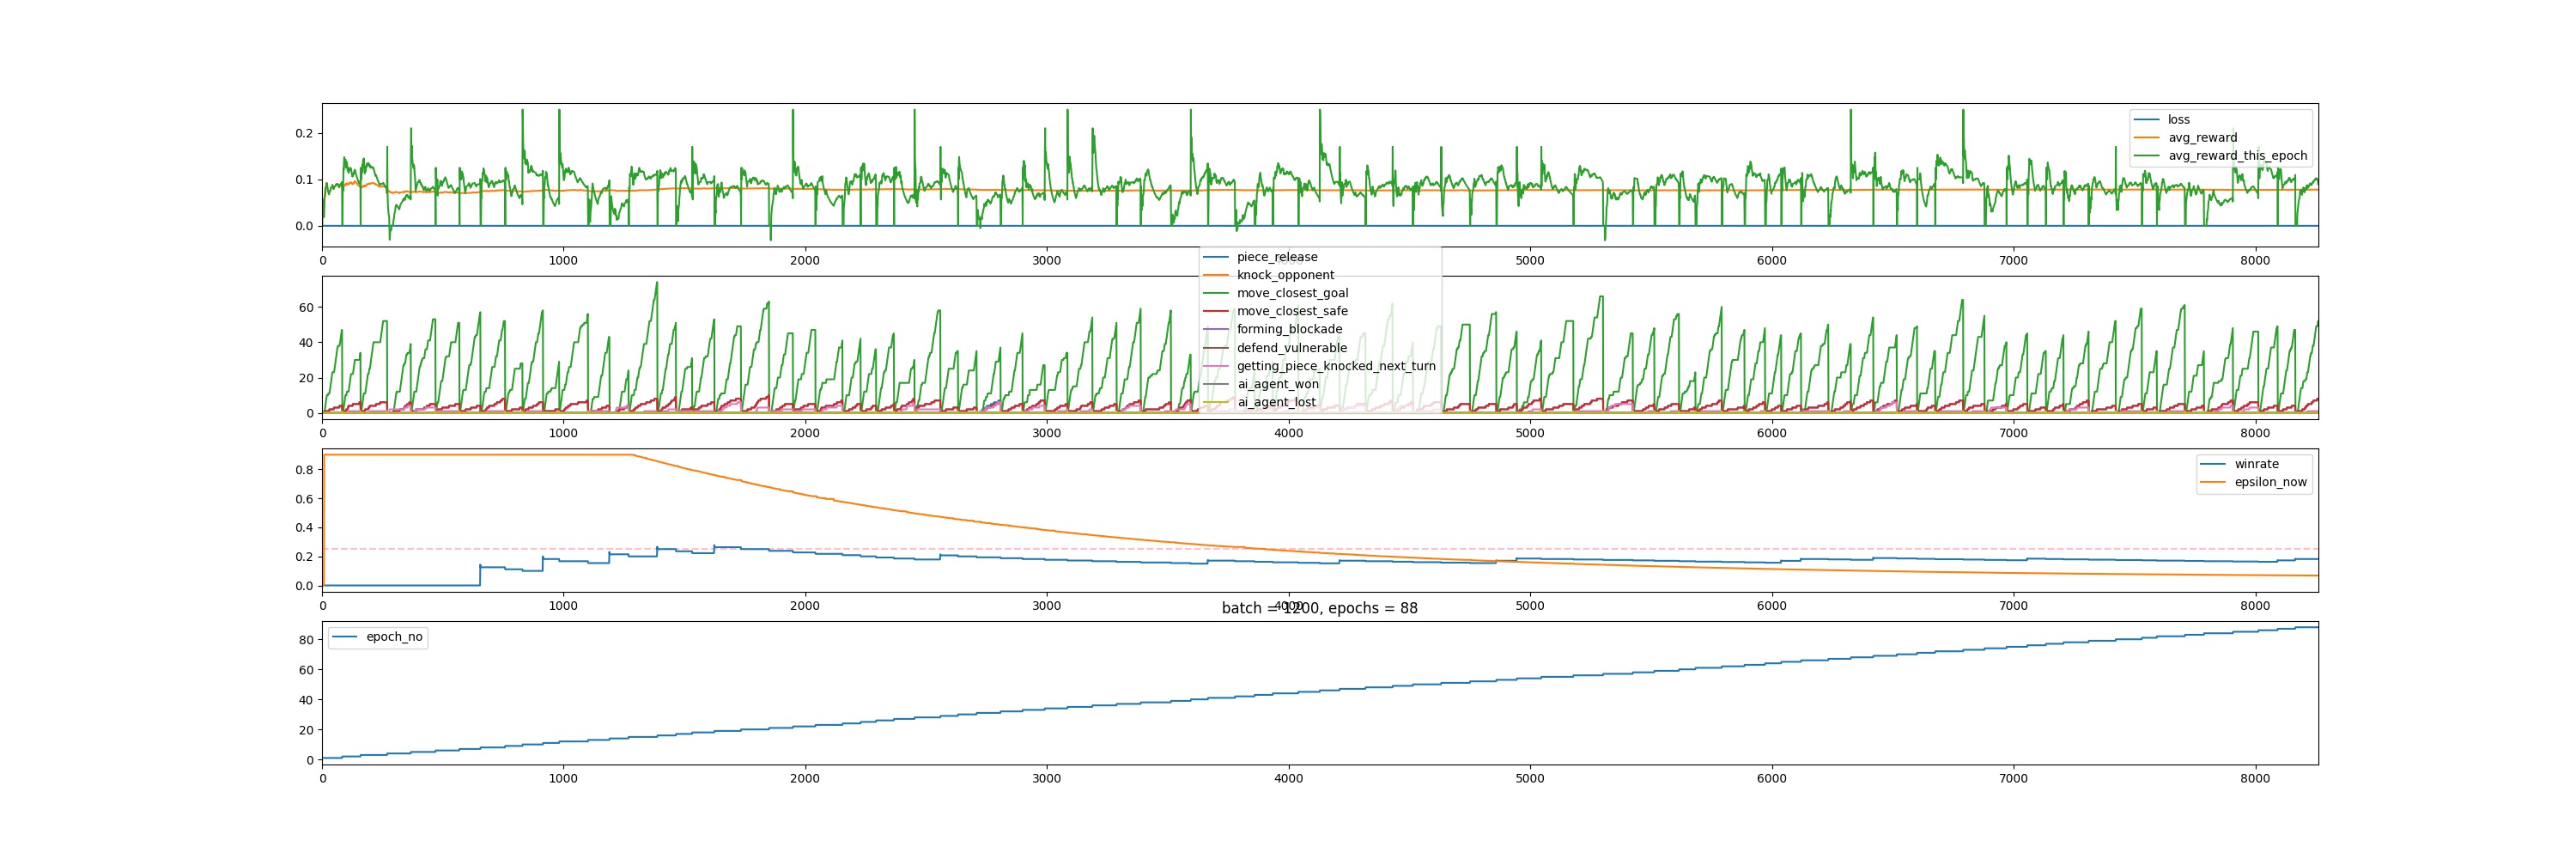 0.2
0.1
0.0
loss
avg_reward
avg_reward_this_epoch
0 1000 2000 3000 4000 5000 6000 7000 8000
piece_release
knock_opponent
move_closest_goal
move_closest_safe
forming_blockade
defend_vulnerable
getting_piece_knocked_next_turn
ai_agent_won
ai_agent_lost
60
40
20
0
0 1000 2000 3000 4000 5000 6000 7000 8000
0.8
0.6
0.4
0.2
0.0
winrate
epsilon_now
0 1000 2000 3000 4000 5000 6000 7000 8000
batch = 1200, epochs = 88
80
60
40
20
0
epoch_no
0 1000 2000 3000 4000 5000 6000 7000 8000